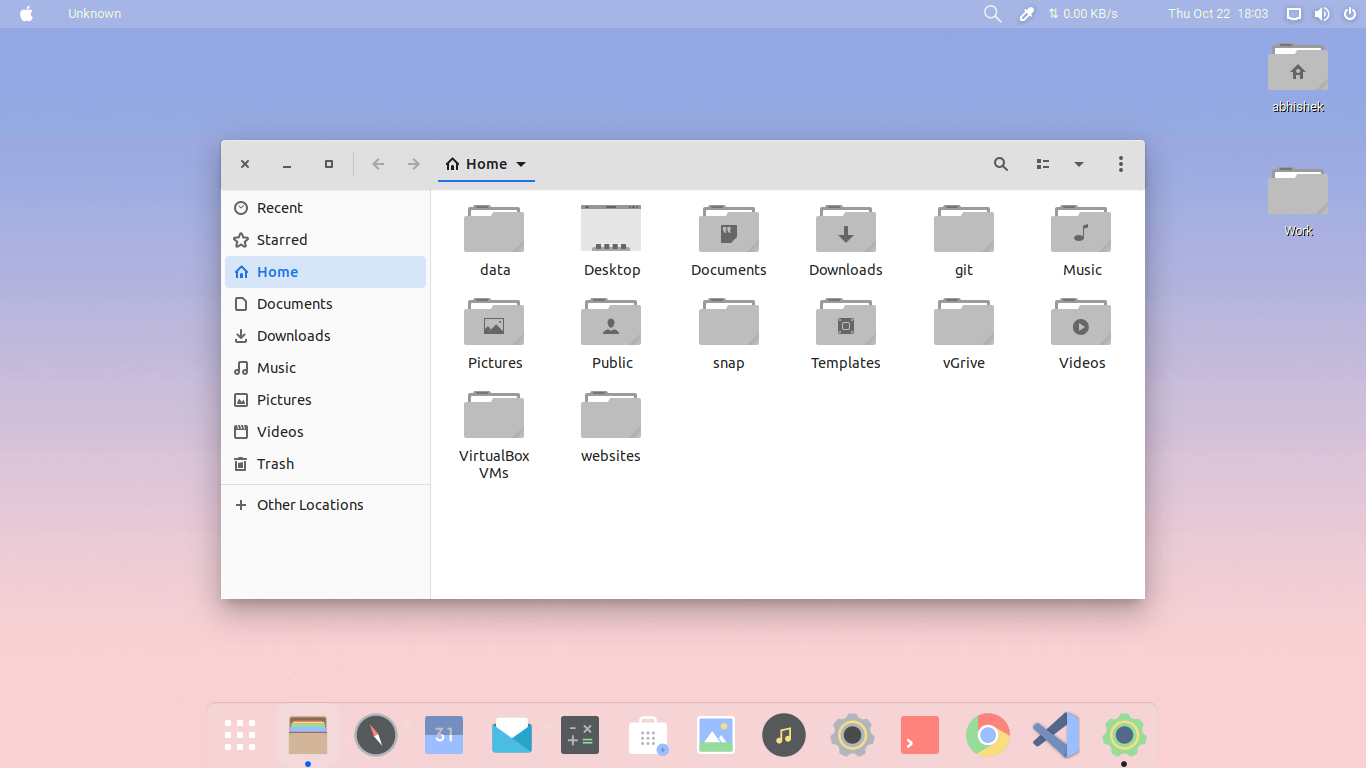 Unknown
0.00 KB/s
Thu Oct 22 18:03
abhishek
Work
Home
Recent
Starred
Home
Documents
Downloads
Music
Pictures
Videos
Trash
Other Locations
data
Desktop
Documents
Downloads
git
Music
Pictures
Public
snap
Templates
vGrive
Videos
VirtualBox
VMs
websites
31